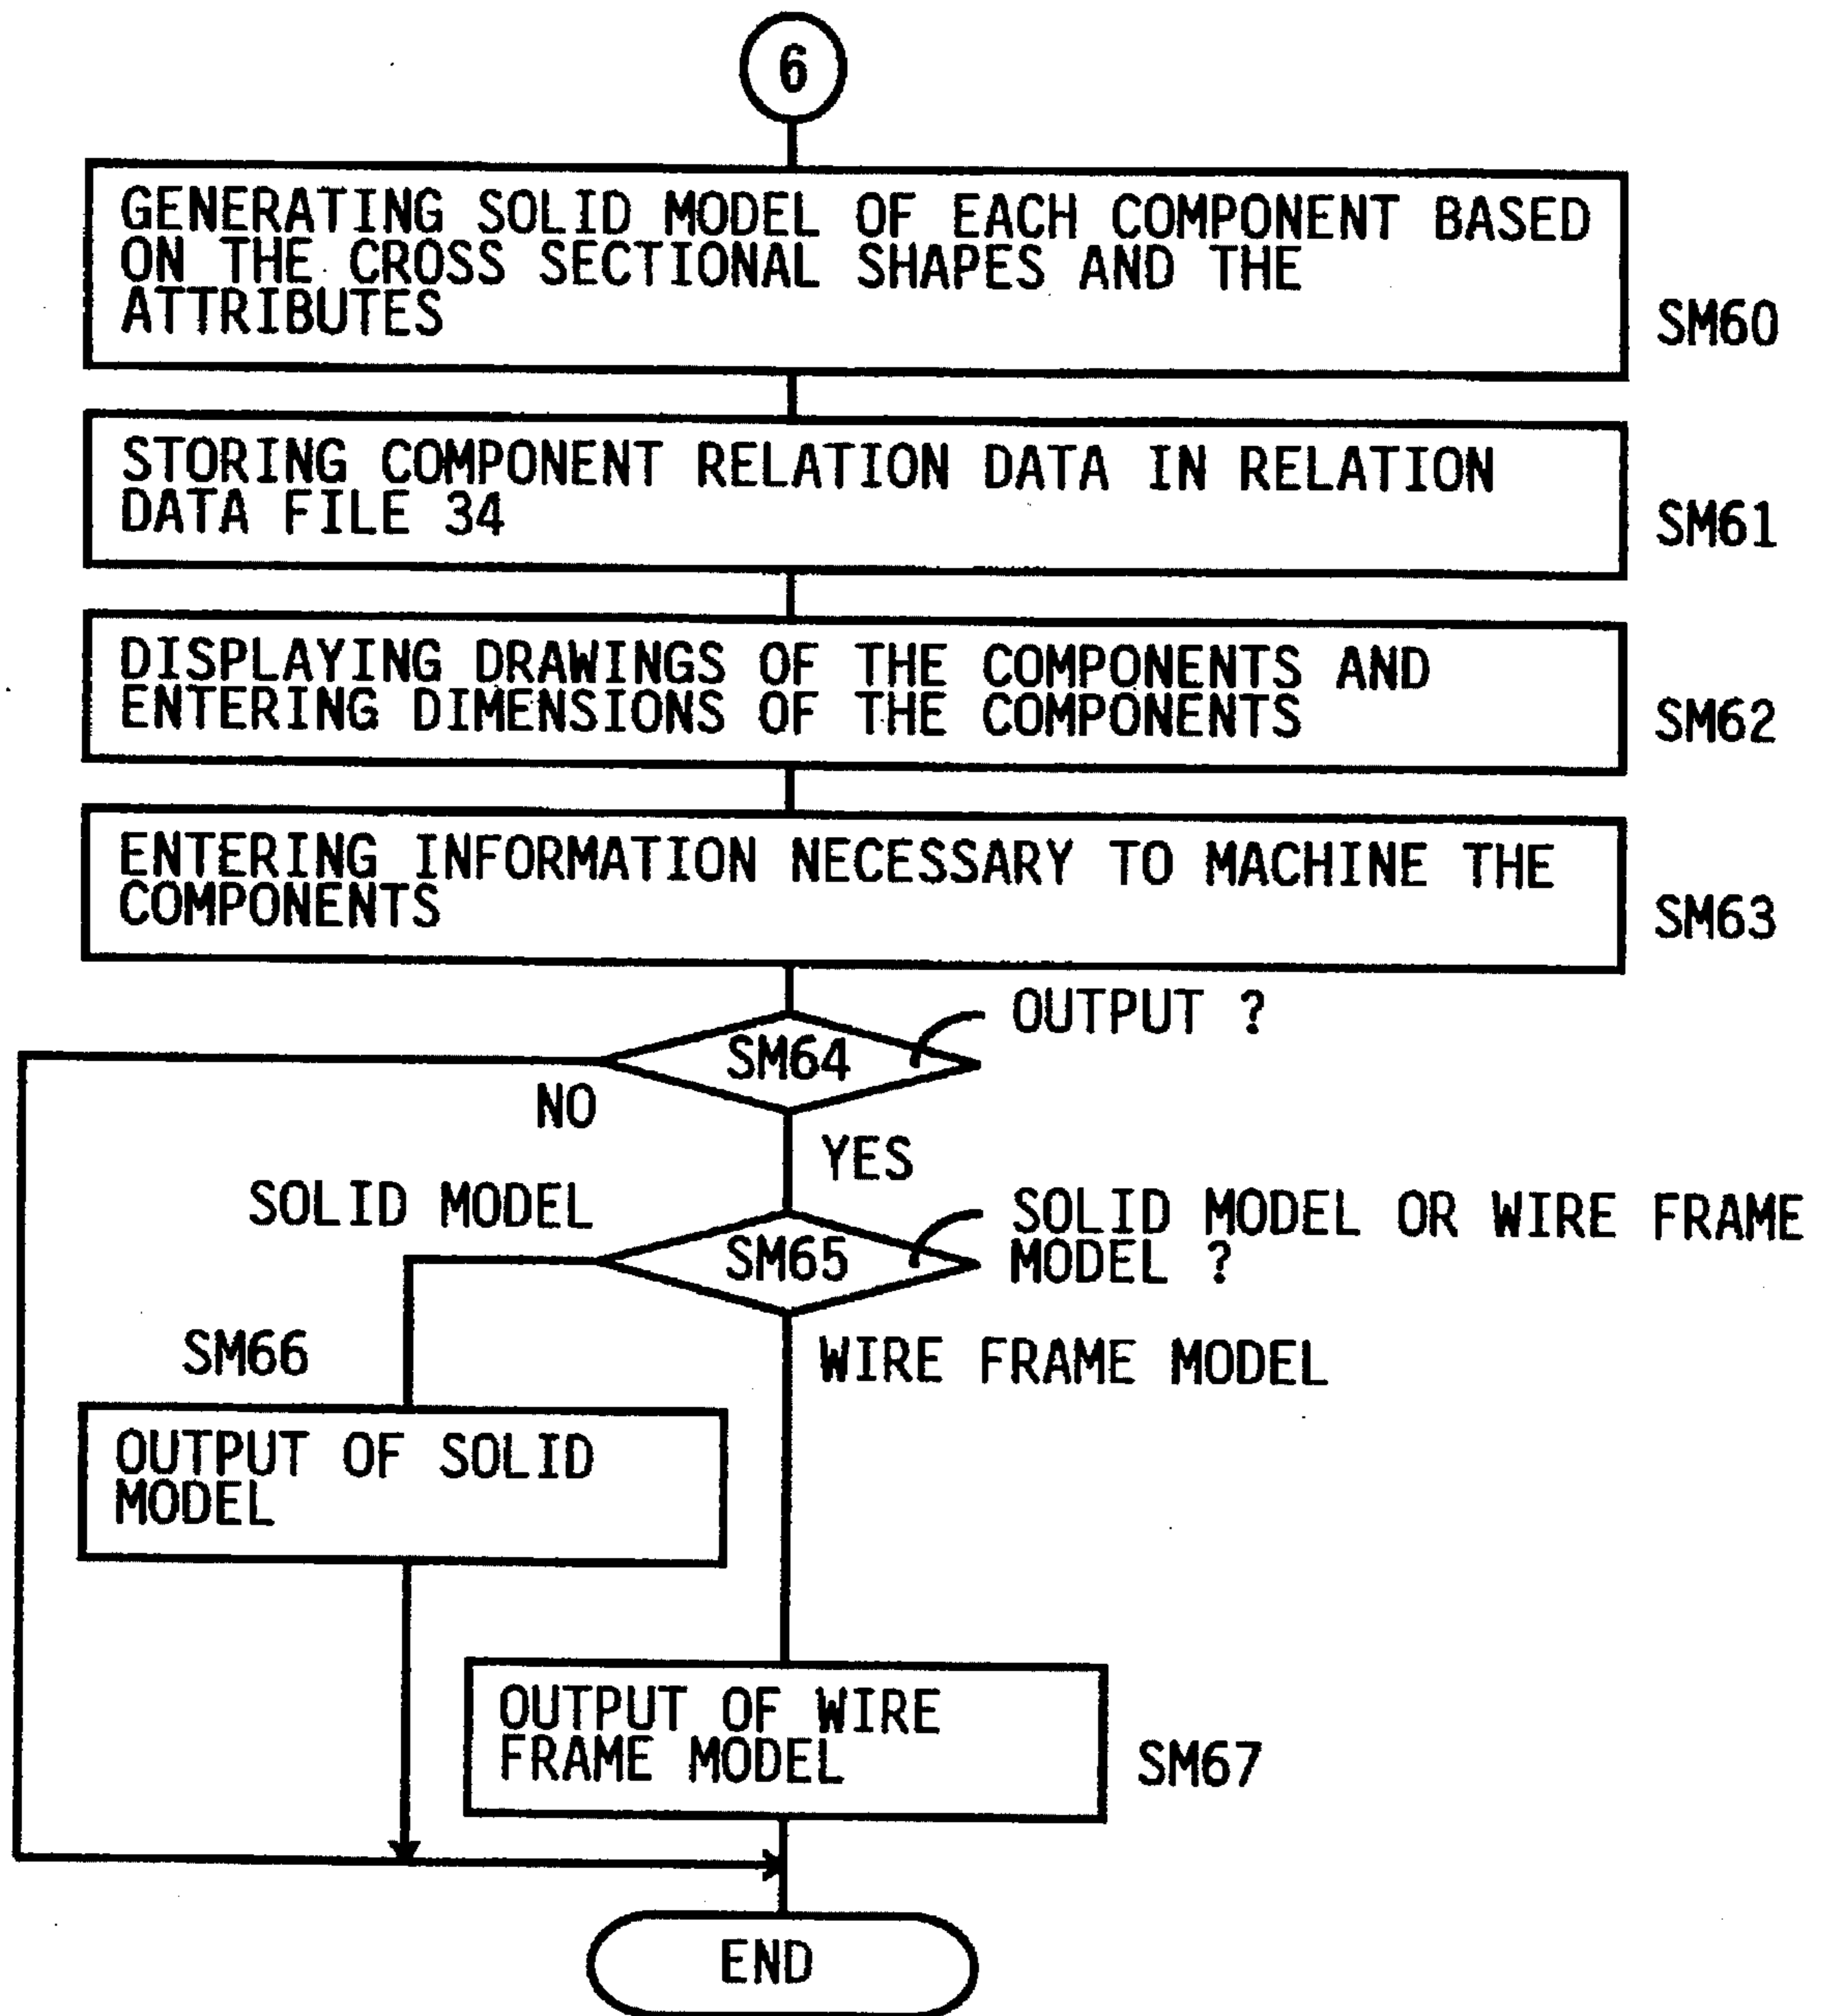 6
GENERATING SOLID MODEL OF EACH COMPONENT BASED
ON THE CROSS SECTIONAL SHAPES AND THE
ATTRIBUTES
SM60
STORING COMPONENT RELATION DATA IN RELATION
DATA FILE 34
SM61
DISPLAYING DRAWINGS OF THE COMPONENTS AND
ENTERING DIMENSIONS OF THE COMPONENTS
SM62
ENTERING INFORMATION NECESSARY TO MACHINE THE
COMPONENTS
SM63
OUTPUT ?
SM64
NO
YES
SOLID MODEL
SOLID MODEL OR WIRE FRAME
MODEL ?
SM65
SM66
WIRE FRAME MODEL
OUTPUT OF SOLID
MODEL
OUTPUT OF WIRE
FRAME MODEL
SM67
END